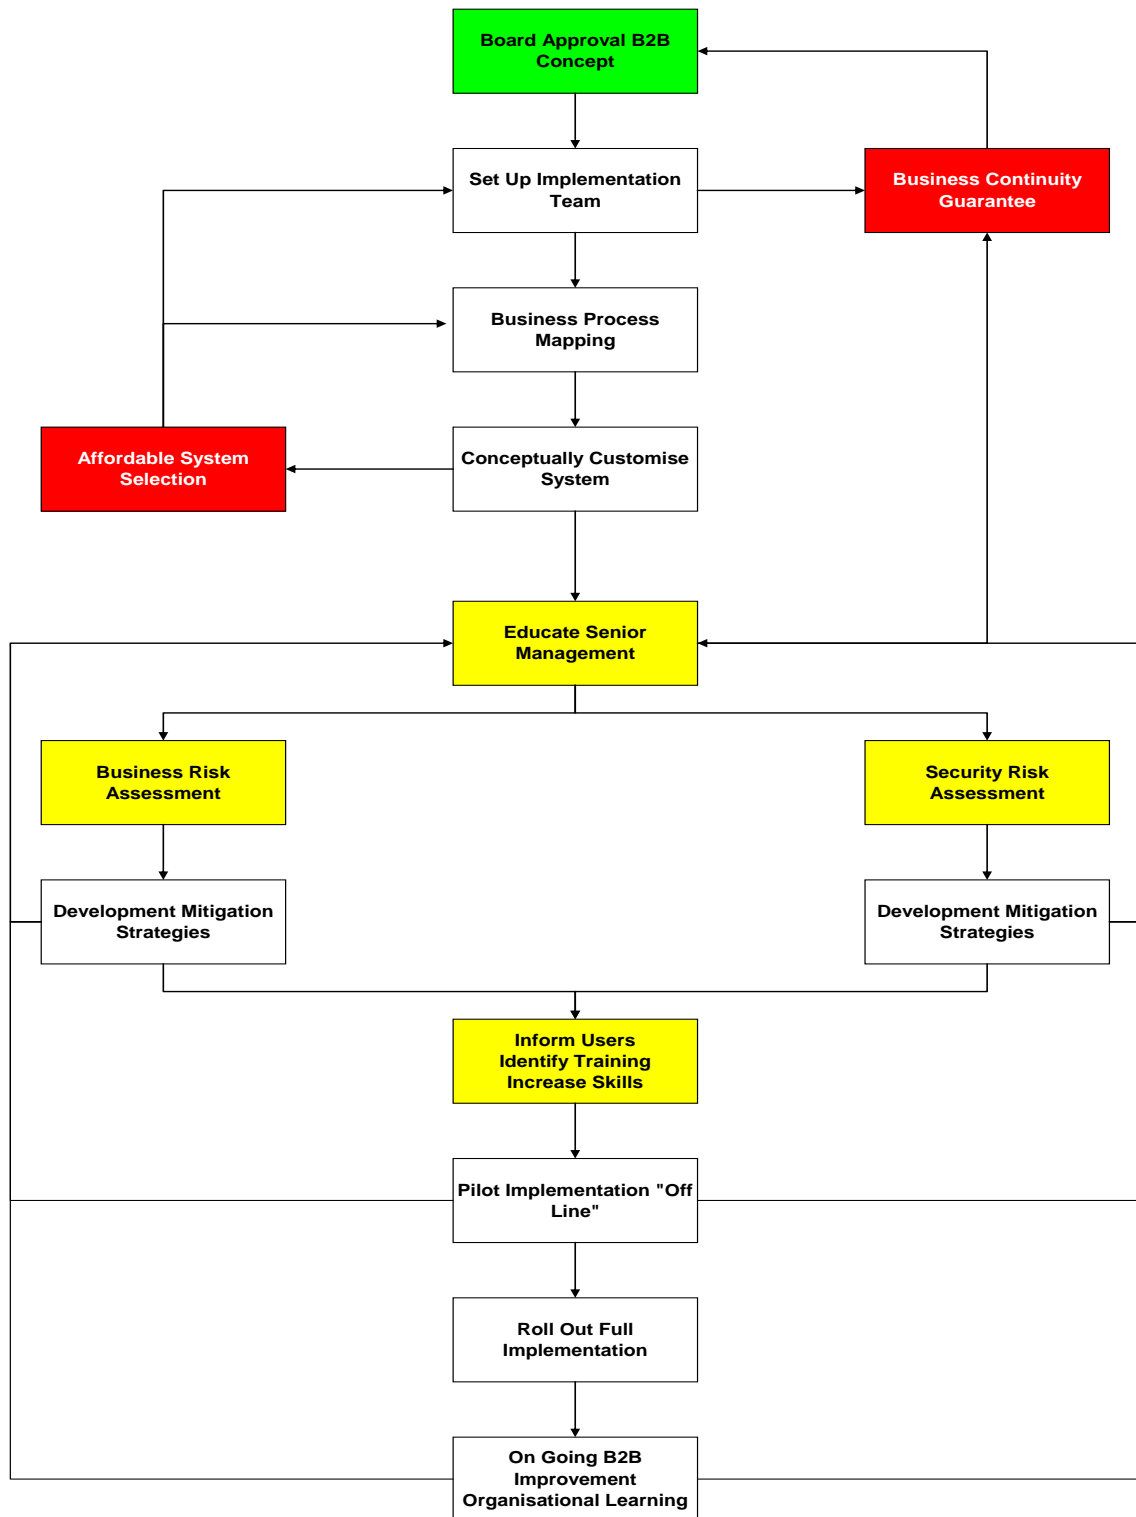 Board Approval B2B
Concept
Set Up Implementation
Team
Business Continuity
Guarantee
Business Process
Mapping
Affordable System
Selection
Conceptually Customise
System
Educate Senior
Management
Business Risk
Assessment
Security Risk
Assessment
Development Mitigation
Strategies
Development Mitigation
Strategies
Inform Users
Identify Training
Increase Skills
Pilot Implementation "Off
Line"
Roll Out Full
Implementation
On Going B2B
Improvement
Organisational Learning